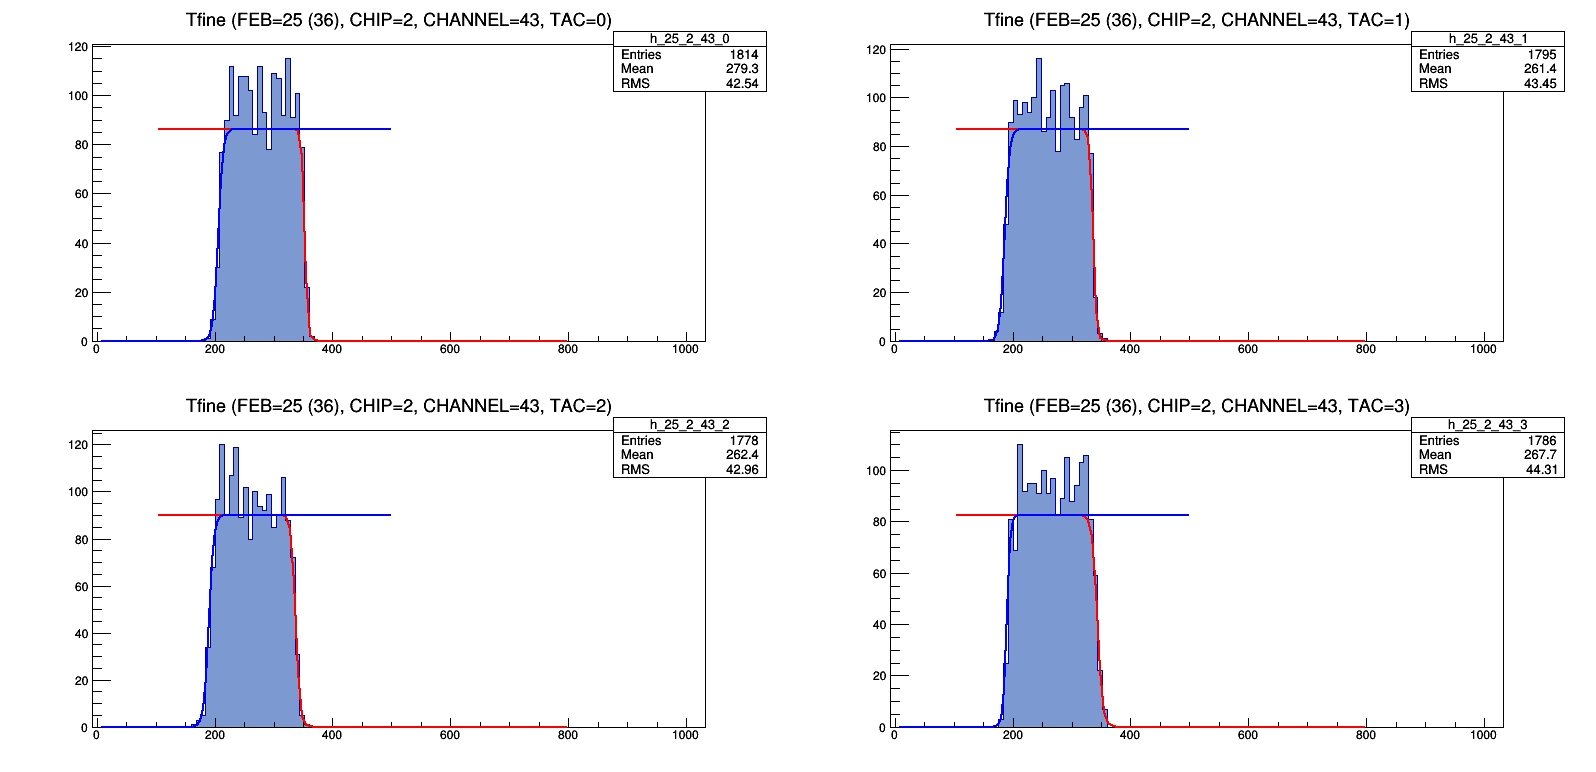 Tfine (FEB=25 (36), CHIP=2, CHANNEL=43, TAC=0)
h_25_2_43_0
Entries 1814
Mean 279.3
RMS 42.54
120
100
80
60
40
20
0
0 200 400 600 800 1000
Tfine (FEB=25 (36), CHIP=2, CHANNEL=43, TAC=1)
h_25_2_43_1
Entries 1795
Mean 261.4
RMS 43.45
120
100
80
60
40
20
0
0 200 400 600 800 1000
Tfine (FEB=25 (36), CHIP=2, CHANNEL=43, TAC=2)
h_25_2_43_2
Entries 1778
Mean 262.4
RMS 42.96
120
100
80
60
40
20
0
0 200 400 600 800 1000
Tfine (FEB=25 (36), CHIP=2, CHANNEL=43, TAC=3)
h_25_2_43_3
Entries 1786
Mean 267.7
RMS 44.31
100
80
60
40
20
0
0 200 400 600 800 1000